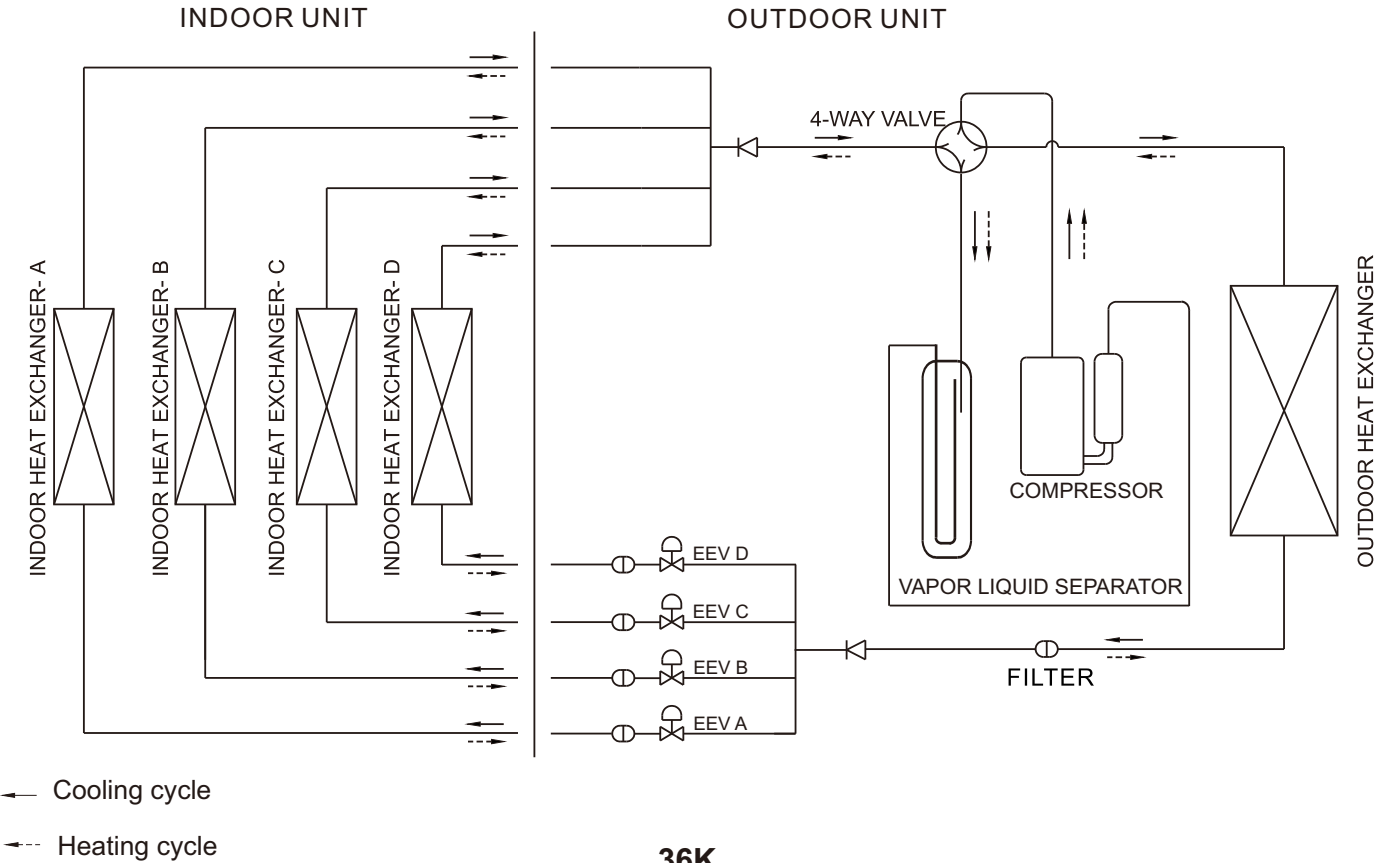 INDOOR UNIT
OUTDOOR UNIT
4-WAY VALVE
INDOOR HEAT EXCHANGER- A
INDOOR HEAT EXCHANGER- B
INDOOR HEAT EXCHANGER- C
INDOOR HEAT EXCHANGER- D
OUTDOOR HEAT EXCHANGER
COMPRESSOR
EEV D
VAPOR LIQUID SEPARATOR
EEV C
EEV B
FILTER
EEV A
Cooling cycle
Heating cycle
36K